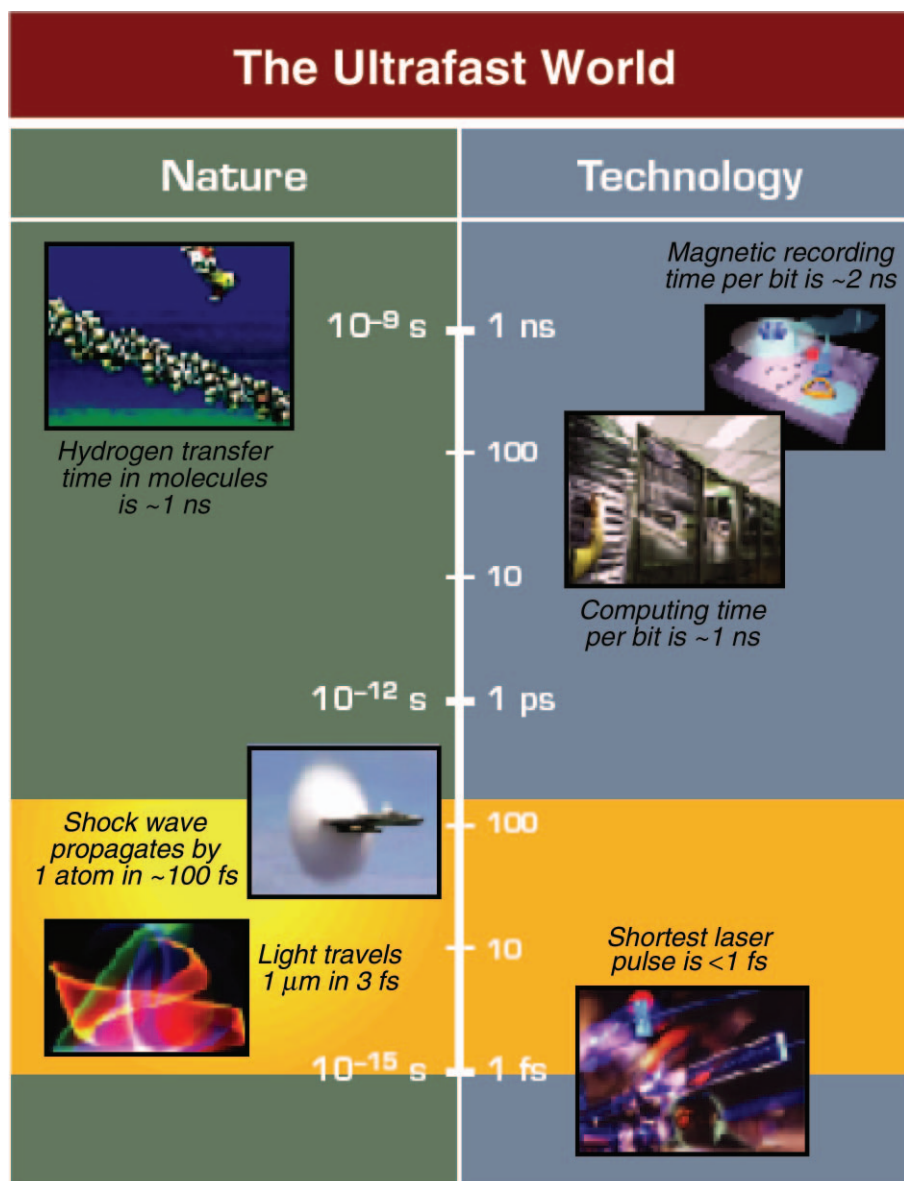 The Ultrafast World
Nature
Technology
Magnetic recording
time per bit is ~2 ns
10⁻⁹ s
1 ns
Hydrogen transfer
time in molecules
is ~1 ns
100
10
Computing time
per bit is ~1 ns
10⁻¹² s
1 ps
Shock wave
propagates by
1 atom in ~100 fs
100
Light travels
1 μm in 3 fs
10
Shortest laser
pulse is <1 fs
10⁻¹⁵ s
1 fs